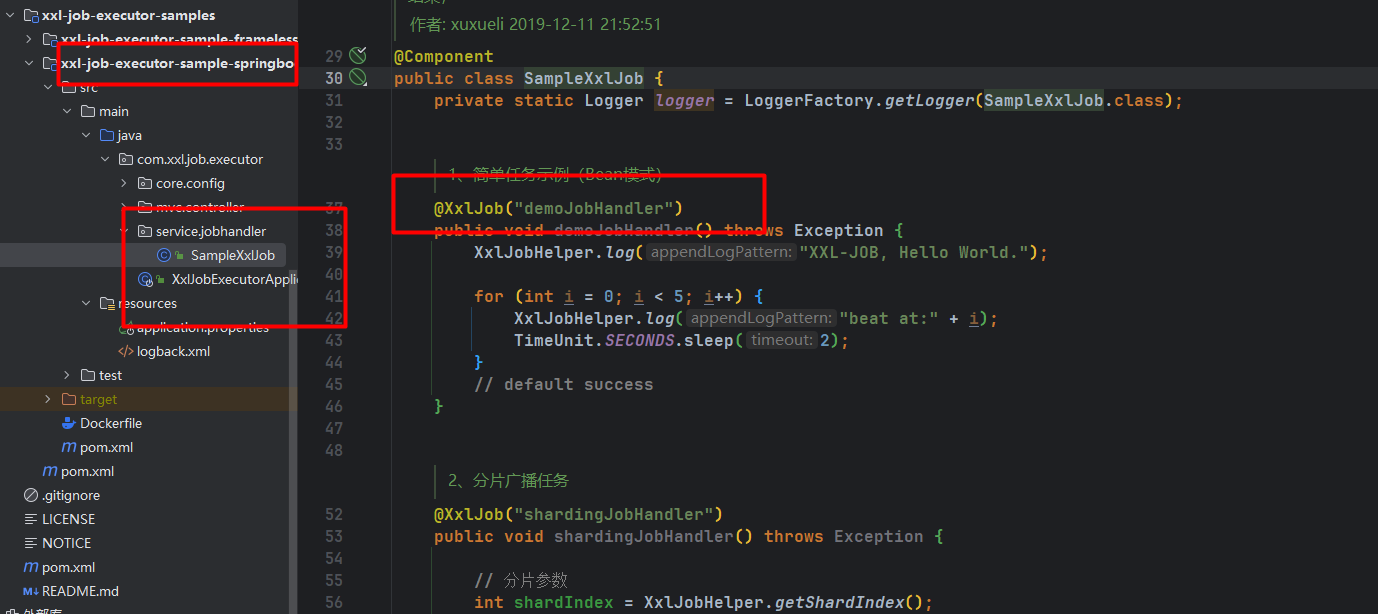 xxl-job-executor-samples
xxl-job-executor-sample-frameless
xxl-job-executor-sample-springbo
src
main
java
com.xxl.job.executor
core.config
mvc.controller
service.jobhandler
SampleXxlJob
XxlJobExecutorAppli
resources
application.properties
logback.xml
test
target
Dockerfile
pom.xml
pom.xml
.gitignore
LICENSE
NOTICE
pom.xml
README.md
外部库
结果；
作者: xuxueli 2019-12-11 21:52:51
29 @Component
30 public class SampleXxlJob {
31 private static Logger logger = LoggerFactory.getLogger(SampleXxlJob.class);
32
33
1、简单任务示例（Bean模式）
37 @XxlJob("demoJobHandler")
38 public void demoJobHandler() throws Exception {
39 XxlJobHelper.log( appendLogPattern: "XXL-JOB, Hello World.");
40
41 for (int i = 0; i < 5; i++) {
42 XxlJobHelper.log( appendLogPattern: "beat at:" + i);
43 TimeUnit.SECONDS.sleep( timeout: 2);
44 }
45 // default success
46 }
47
48
2、分片广播任务
52 @XxlJob("shardingJobHandler")
53 public void shardingJobHandler() throws Exception {
54
55 // 分片参数
56 int shardIndex = XxlJobHelper.getShardIndex();